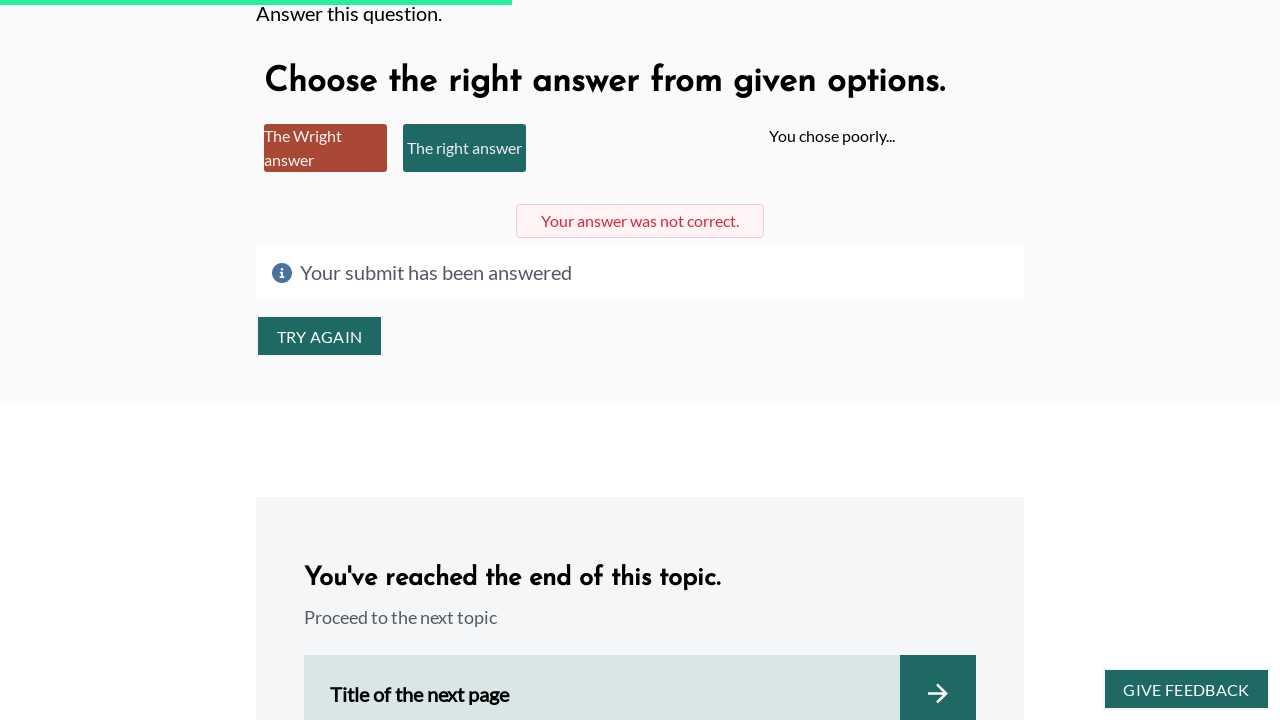 Answer this question.
Choose the right answer from given options.
The Wright
answer
The right answer
You chose poorly...
Your answer was not correct.
Your submit has been answered
TRY AGAIN
You've reached the end of this topic.
Proceed to the next topic
Title of the next page
GIVE FEEDBACK